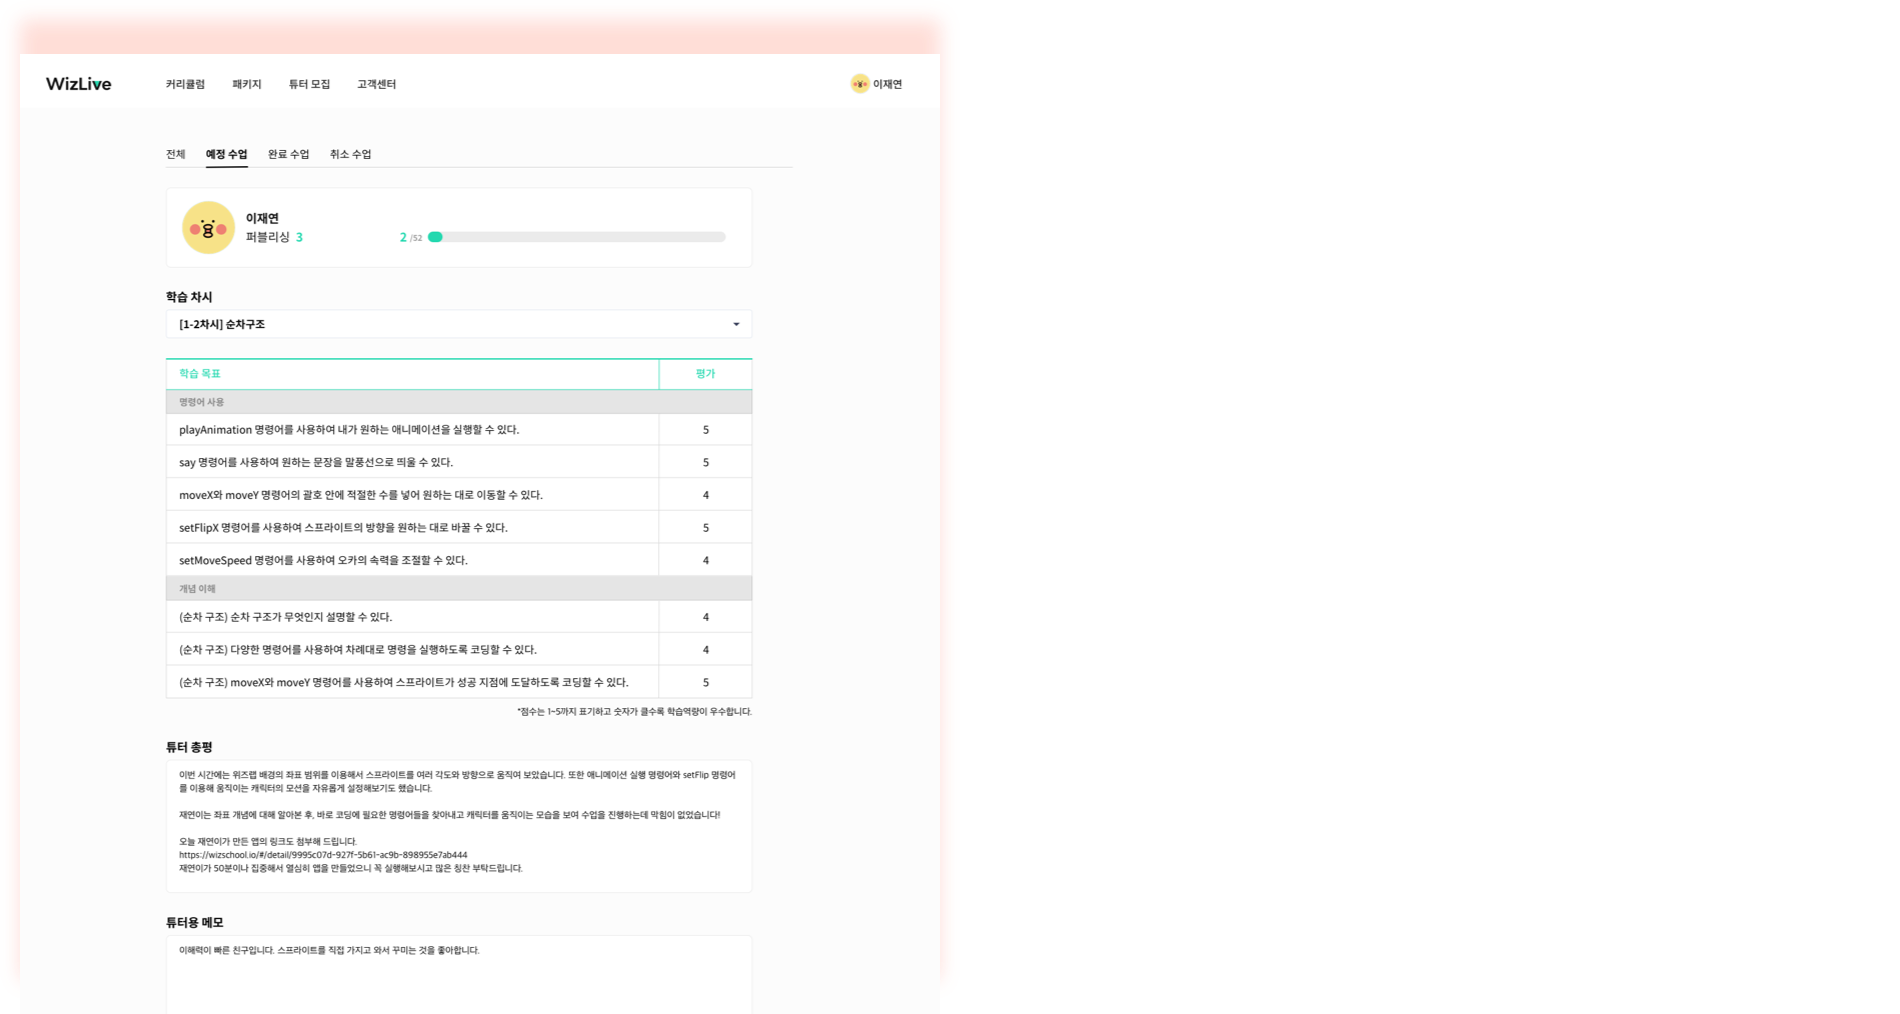 WizLive 커리큘럼 패키지 튜터 모집 고객센터 이재연
전체 예정 수업 완료 수업 취소 수업
이재연
퍼블리싱 3 2 /52
학습 차시
[1-2차시] 순차구조
학습 목표 평가
명령어 사용
playAnimation 명령어를 사용하여 내가 원하는 애니메이션을 실행할 수 있다. 5
say 명령어를 사용하여 원하는 문장을 말풍선으로 띄울 수 있다. 5
moveX와 moveY 명령어의 괄호 안에 적절한 수를 넣어 원하는 대로 이동할 수 있다. 4
setFlipX 명령어를 사용하여 스프라이트의 방향을 원하는 대로 바꿀 수 있다. 5
setMoveSpeed 명령어를 사용하여 오카의 속력을 조절할 수 있다. 4
개념 이해
(순차 구조) 순차 구조가 무엇인지 설명할 수 있다. 4
(순차 구조) 다양한 명령어를 사용하여 차례대로 명령을 실행하도록 코딩할 수 있다. 4
(순차 구조) moveX와 moveY 명령어를 사용하여 스프라이트가 성공 지점에 도달하도록 코딩할 수 있다. 5
*점수는 1~5까지 표기하고 숫자가 클수록 학습역량이 우수합니다.
튜터 총평
이번 시간에는 위즈랩 배경의 좌표 범위를 이용해서 스프라이트를 여러 각도와 방향으로 움직여 보았습니다. 또한 애니메이션 실행 명령어와 setFlip 명령어
를 이용해 움직이는 캐릭터의 모션을 자유롭게 설정해보기도 했습니다.
재연이는 좌표 개념에 대해 알아본 후, 바로 코딩에 필요한 명령어들을 찾아내고 캐릭터를 움직이는 모습을 보여 수업을 진행하는데 막힘이 없었습니다!
오늘 재연이가 만든 앱의 링크도 첨부해 드립니다.
https://wizschool.io/#/detail/9995c07d-927f-5b61-ac9b-898955e7ab444
재연이가 50분이나 집중해서 열심히 앱을 만들었으니 꼭 실행해보시고 많은 칭찬 부탁드립니다.
튜터용 메모
이해력이 빠른 친구입니다. 스프라이트를 직접 가지고 와서 꾸미는 것을 좋아합니다.